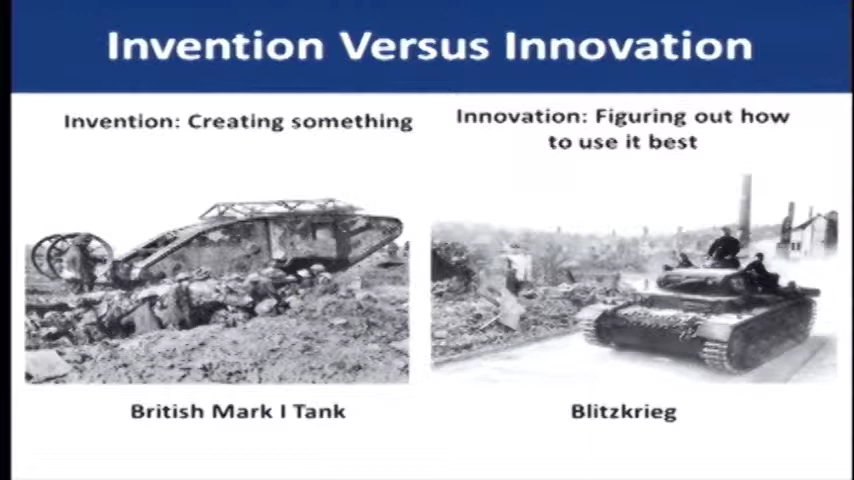 Invention Versus Innovation
Invention: Creating something
Innovation: Figuring out how
to use it best
British Mark I Tank
Blitzkrieg